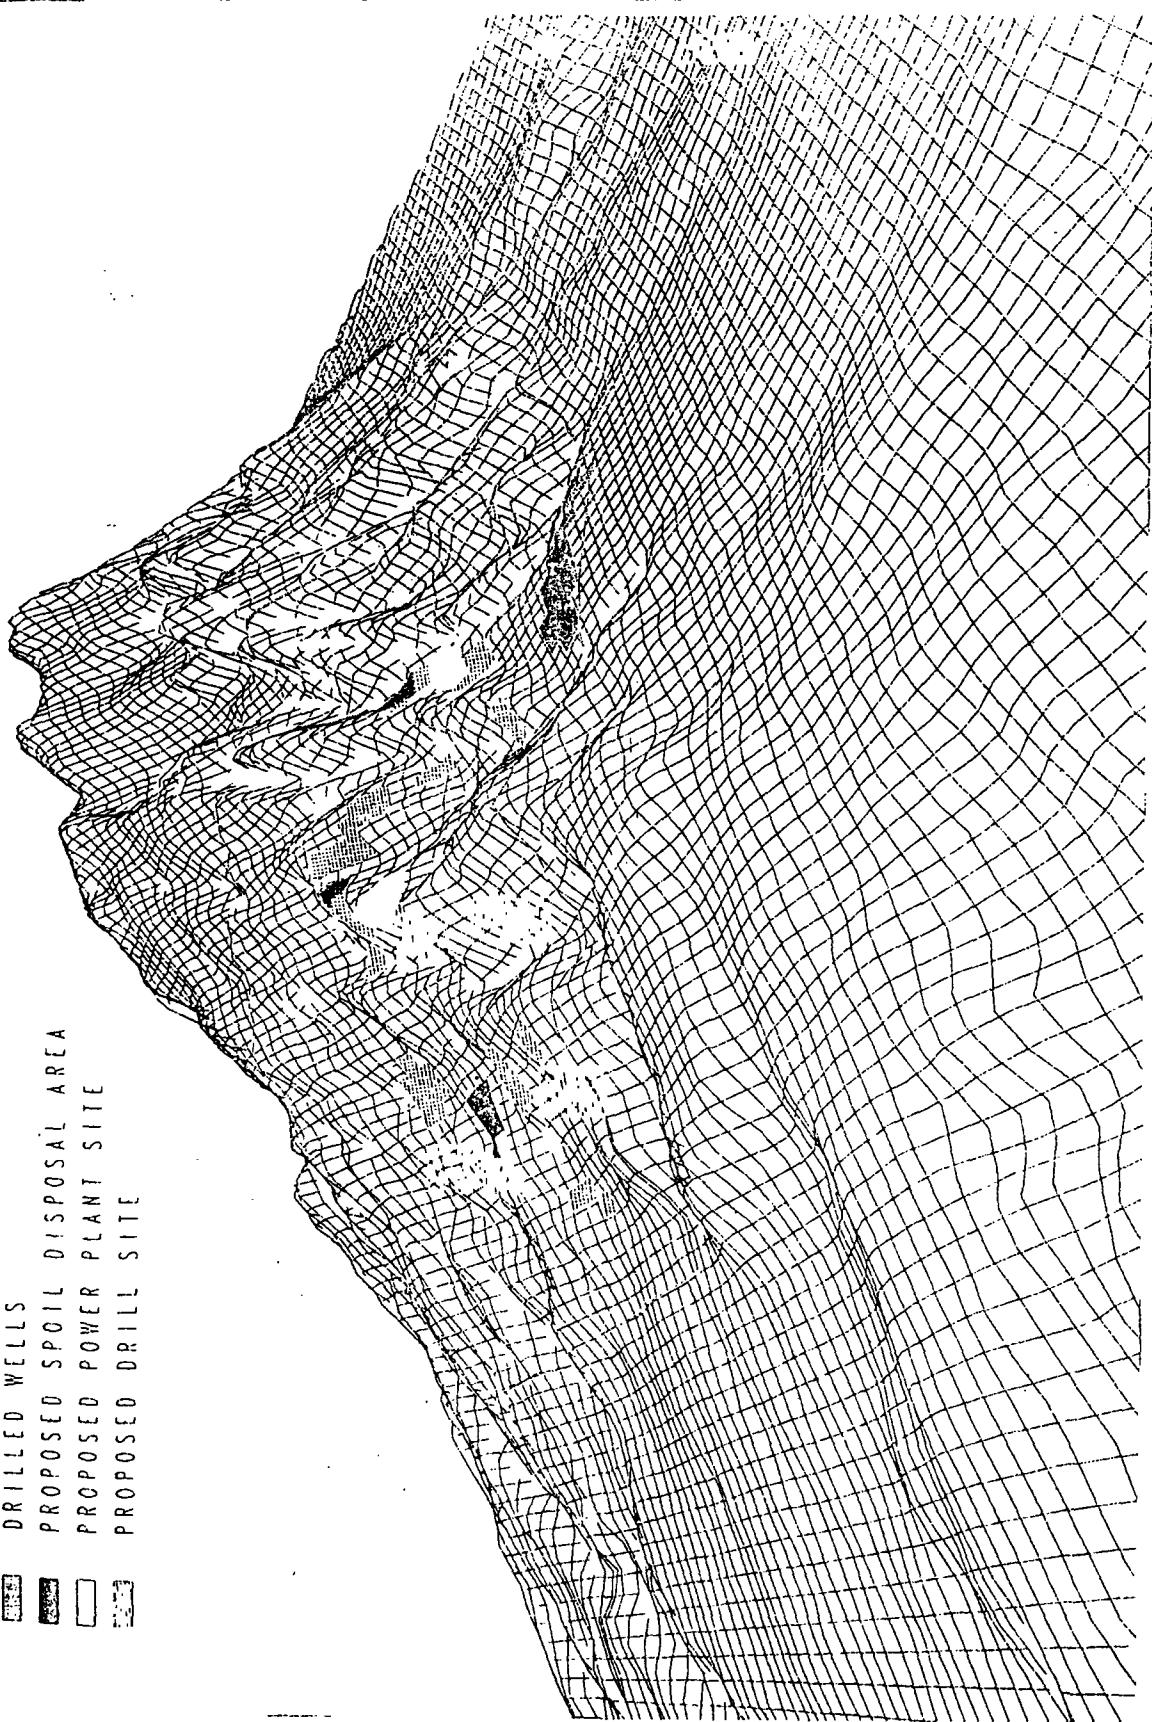 DRILLED WELLS
PROPOSED SPOIL DISPOSAL AREA
PROPOSED POWER PLANT SITE
PROPOSED DRILL SITE